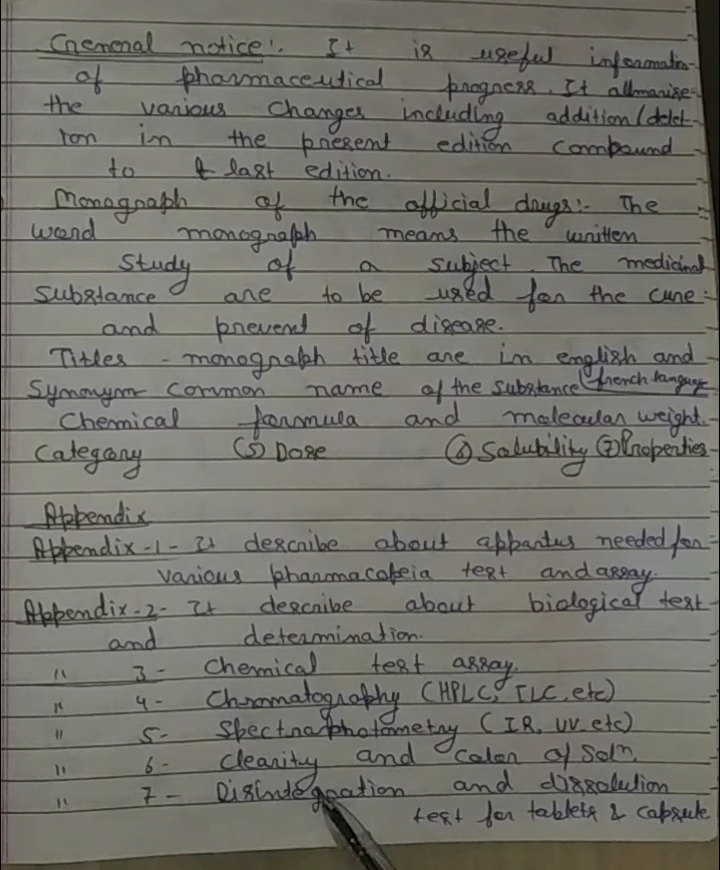 General notice:. It is useful informatio
of pharmaceutical progress. It allmarise
the various changes including addition/delet
ion in the present edition compound
to & last edition.
Monagraph of the official drugs:- The
word monograph means the written
Study of a subject. The medicinal
Substance are to be used for the cure
and prevent of disease.
Titles - monograph title are in english and
Synonym common name of the substance (french languge
Chemical formula and molecular weight.
Category (5) Dose (6) Solubility (7) Properties
Appendix
Appendix-1- It describe about appartus needed for
various pharmacopeia test and assay.
Appendix-2- It describe about biological test
and determination.
" 3- Chemical test assay.
" 4- Chromatography (HPLC, TLC, etc)
" 5- Spectraphotometry (IR, UV. etc)
" 6- Clearity and Color of Soln.
" 7- Disintegration and dissolution
test for tablets & capsule